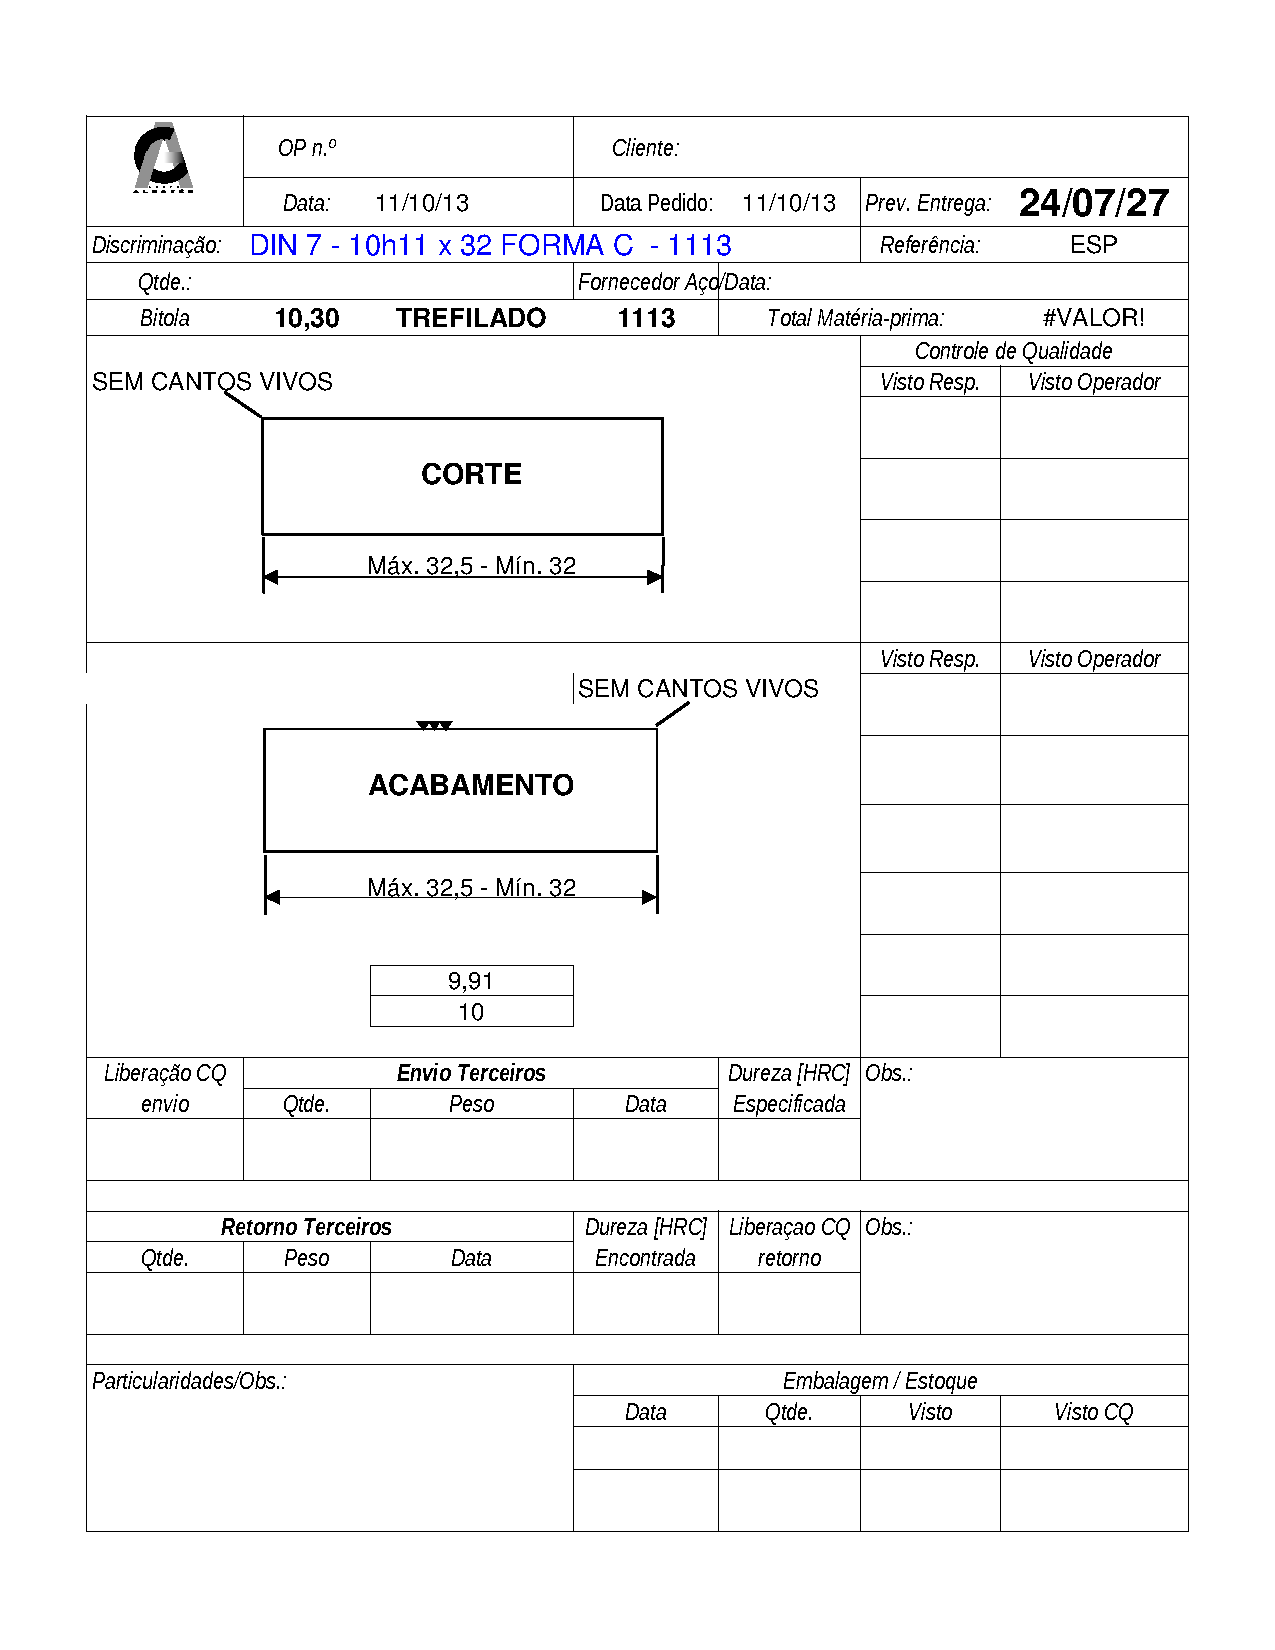 OP n.º Cliente:
Data: 11/10/13 Data Pedido: 11/10/13 Prev. Entrega: 24/07/27
Discriminação: DIN 7 - 10h11 x 32 FORMA C - 1113 Referência: ESP
Qtde.: Fornecedor Aço/Data:
Bitola 10,30 TREFILADO 1113 Total Matéria-prima: #VALOR!
Controle de Qualidade
SEM CANTOS VIVOS Visto Resp. Visto Operador
CORTE
Máx. 32,5 - Mín. 32
Visto Resp. Visto Operador
SEM CANTOS VIVOS
ACABAMENTO
Máx. 32,5 - Mín. 32
9,91
10
Liberação CQ Envio Terceiros Dureza [HRC] Obs.:
envio Qtde. Peso Data Especificada
Retorno Terceiros Dureza [HRC] Liberaçao CQ Obs.:
Qtde. Peso Data Encontrada retorno
Particularidades/Obs.: Embalagem / Estoque
Data Qtde. Visto Visto CQ